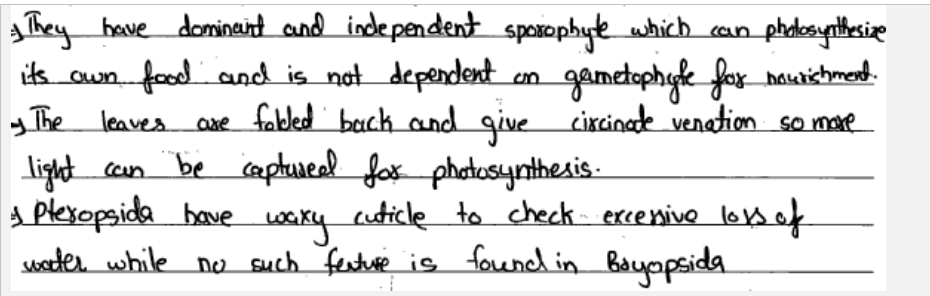 → They have dominant and independent sporophyte which can photosynthesize
its own food and is not dependent on gametophyte for nourishment.
→ The leaves are folded back and give circinate venation so more
light can be captured for photosynthesis.
→ Pteropsida have waxy cuticle to check excessive loss of
water while no such feature is found in Bryopsida